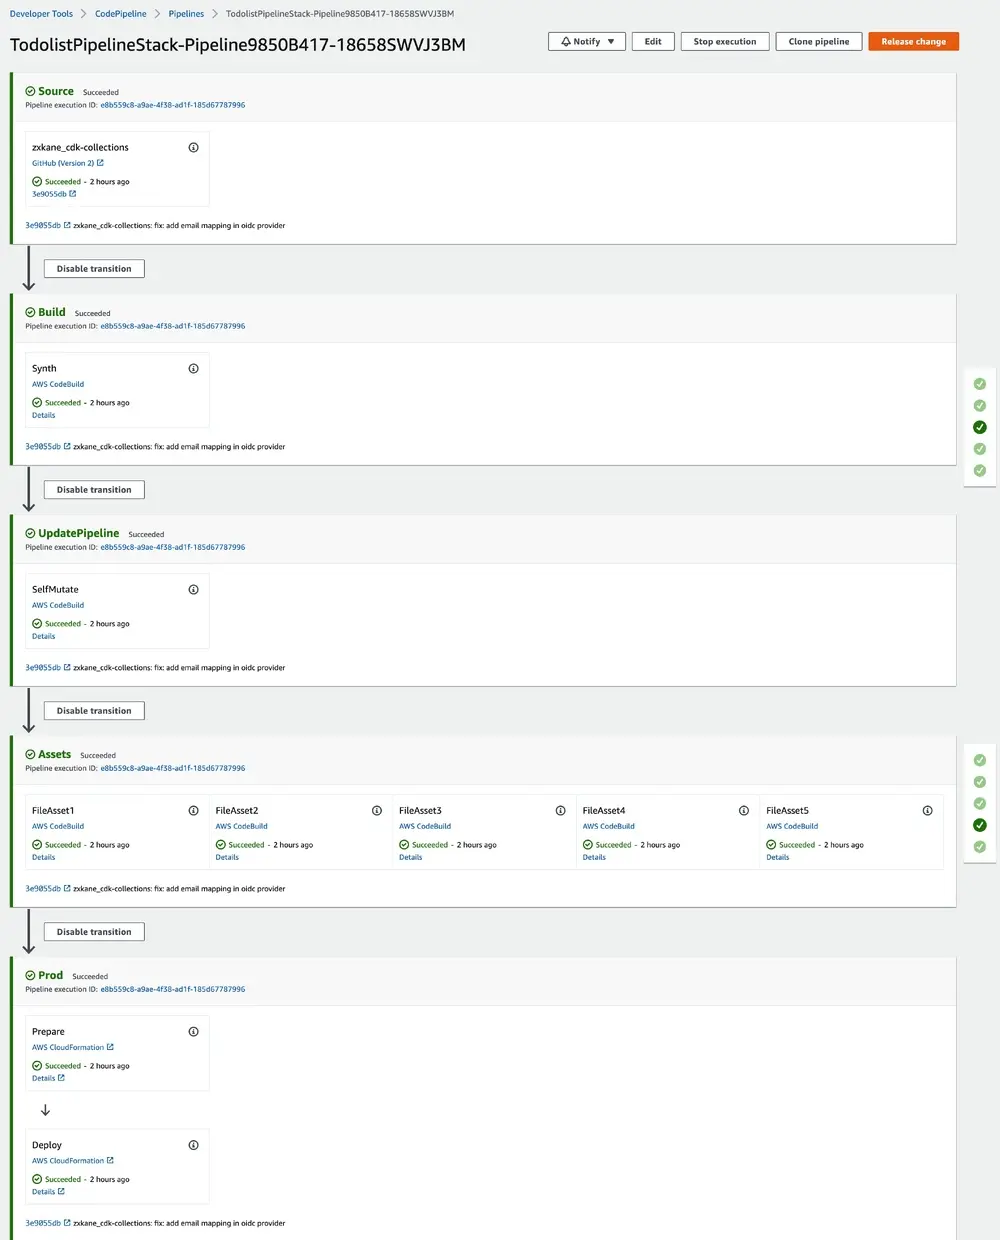 Developer Tools > CodePipeline > Pipelines > TodolistPipelineStack-Pipeline9850B417-18658SWVJ3BM
TodolistPipelineStack-Pipeline9850B417-18658SWVJ3BM
Notify ▼ Edit Stop execution Clone pipeline Release change
Source Succeeded
Pipeline execution ID: e8b559c8-a9ae-4f38-ad1f-185d67787996
zxkane_cdk-collections
GitHub (Version 2)
Succeeded - 2 hours ago
3e9055db
3e9055db zxkane_cdk-collections: fix: add email mapping in oidc provider
Disable transition
Build Succeeded
Pipeline execution ID: e8b559c8-a9ae-4f38-ad1f-185d67787996
Synth
AWS CodeBuild
Succeeded - 2 hours ago
Details
3e9055db zxkane_cdk-collections: fix: add email mapping in oidc provider
Disable transition
UpdatePipeline Succeeded
Pipeline execution ID: e8b559c8-a9ae-4f38-ad1f-185d67787996
SelfMutate
AWS CodeBuild
Succeeded - 2 hours ago
Details
3e9055db zxkane_cdk-collections: fix: add email mapping in oidc provider
Disable transition
Assets Succeeded
Pipeline execution ID: e8b559c8-a9ae-4f38-ad1f-185d67787996
FileAsset1 FileAsset2 FileAsset3 FileAsset4 FileAsset5
AWS CodeBuild AWS CodeBuild AWS CodeBuild AWS CodeBuild AWS CodeBuild
Succeeded - 2 hours ago Succeeded - 2 hours ago Succeeded - 2 hours ago Succeeded - 2 hours ago Succeeded - 2 hours ago
Details Details Details Details Details
3e9055db zxkane_cdk-collections: fix: add email mapping in oidc provider
Disable transition
Prod Succeeded
Pipeline execution ID: e8b559c8-a9ae-4f38-ad1f-185d67787996
Prepare
AWS CloudFormation
Succeeded - 2 hours ago
Details
Deploy
AWS CloudFormation
Succeeded - 2 hours ago
Details
3e9055db zxkane_cdk-collections: fix: add email mapping in oidc provider